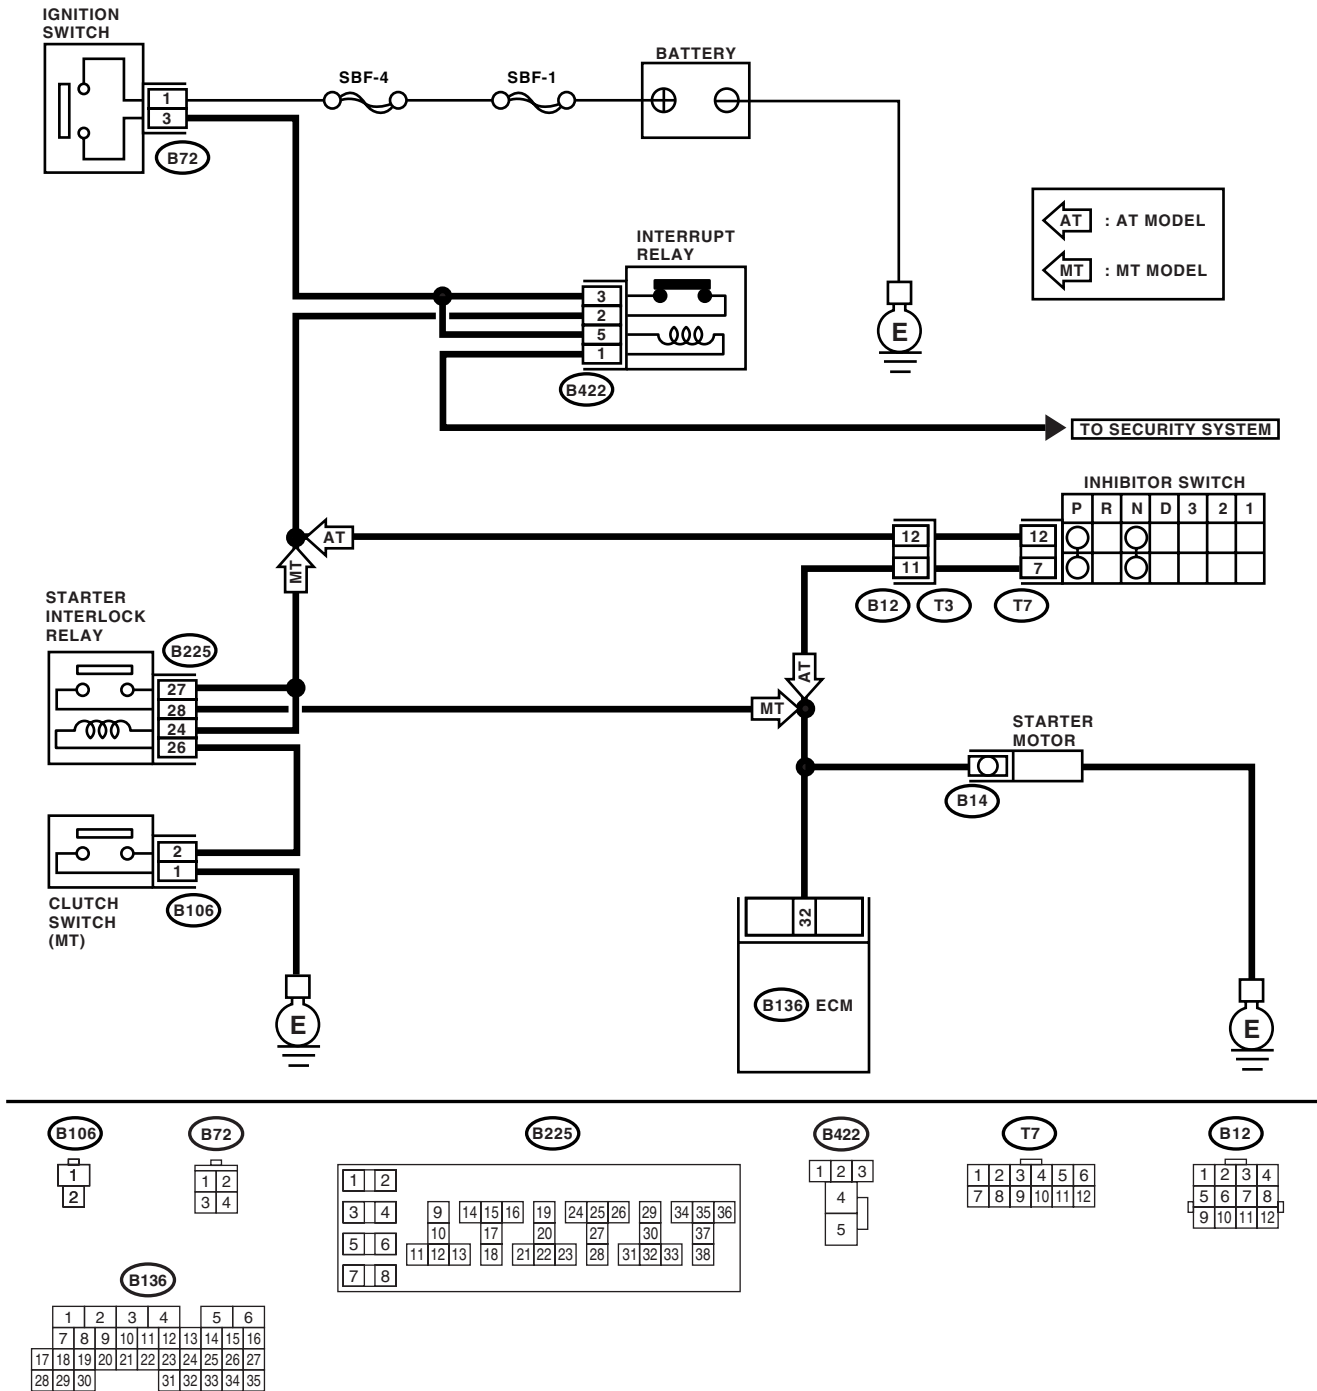 IGNITION
SWITCH
1
3
B72
SBF-4
SBF-1
BATTERY
E
AT : AT MODEL
MT : MT MODEL
INTERRUPT
RELAY
3
2
5
1
B422
TO SECURITY SYSTEM
INHIBITOR SWITCH
P R N D 3 2 1
AT
12
11
12
7
B12
T3
T7
MT
STARTER
INTERLOCK
RELAY
B225
27
28
24
26
AT
MT
STARTER
MOTOR
B14
2
1
B106
CLUTCH
SWITCH
(MT)
E
32
B136 ECM
E
B106
1
2
B72
1 2
3 4
B225
1 2
3 4 9 14 15 16 19 24 25 26 29 34 35 36
10 17 20 27 30 37
5 6 11 12 13 18 21 22 23 28 31 32 33 38
7 8
B422
1 2 3
4
5
T7
1 2 3 4 5 6
7 8 9 10 11 12
B12
1 2 3 4
5 6 7 8
9 10 11 12
B136
1 2 3 4 5 6
7 8 9 10 11 12 13 14 15 16
17 18 19 20 21 22 23 24 25 26 27
28 29 30 31 32 33 34 35